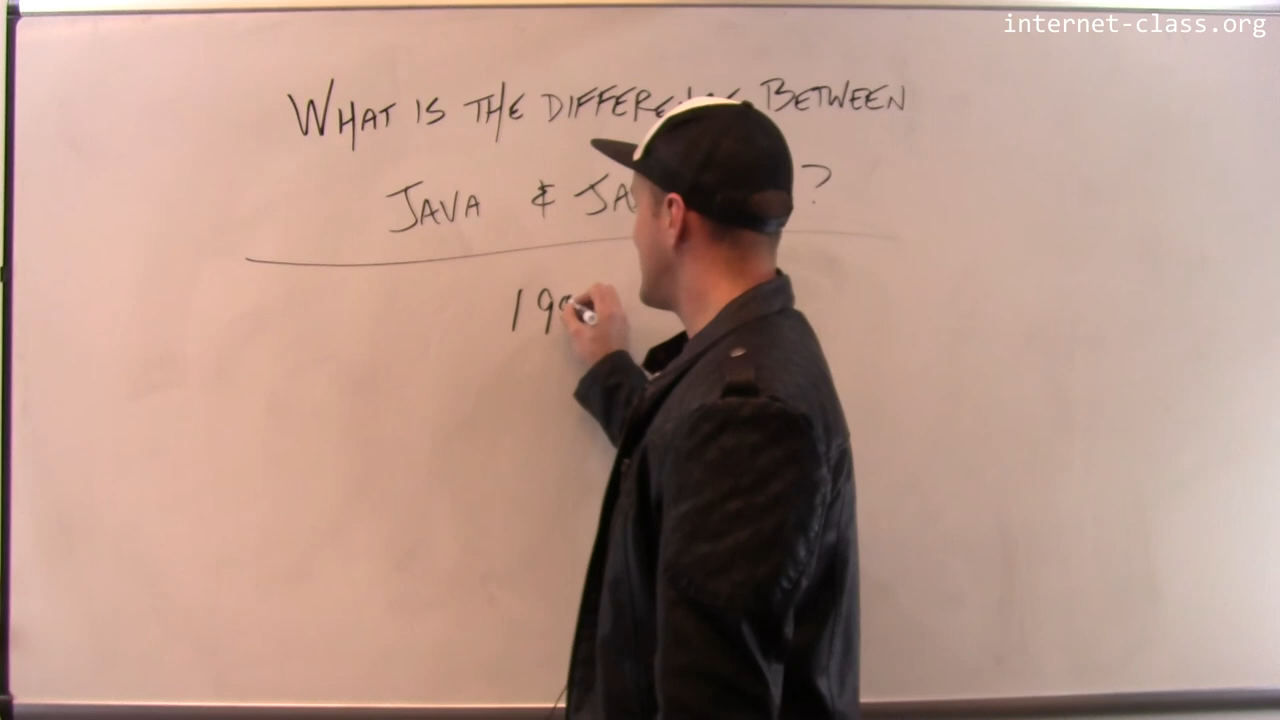 internet-class.org
WHAT IS THE DIFFERENCE BETWEEN
JAVA & JA ?
19